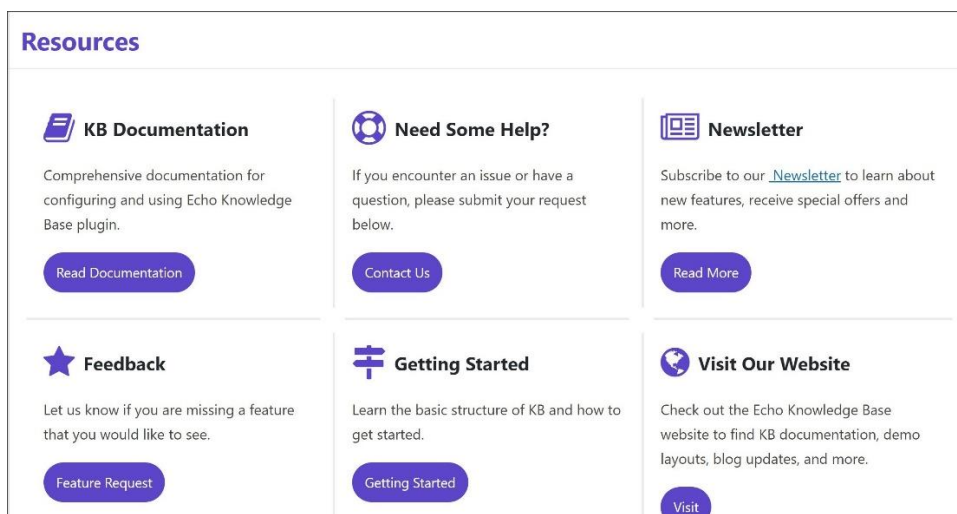 Resources
KB Documentation
Comprehensive documentation for
configuring and using Echo Knowledge
Base plugin.
Read Documentation
Need Some Help?
If you encounter an issue or have a
question, please submit your request
below.
Contact Us
Newsletter
Subscribe to our Newsletter to learn about
new features, receive special offers and
more.
Read More
Feedback
Let us know if you are missing a feature
that you would like to see.
Feature Request
Getting Started
Learn the basic structure of KB and how to
get started.
Getting Started
Visit Our Website
Check out the Echo Knowledge Base
website to find KB documentation, demo
layouts, blog updates, and more.
Visit